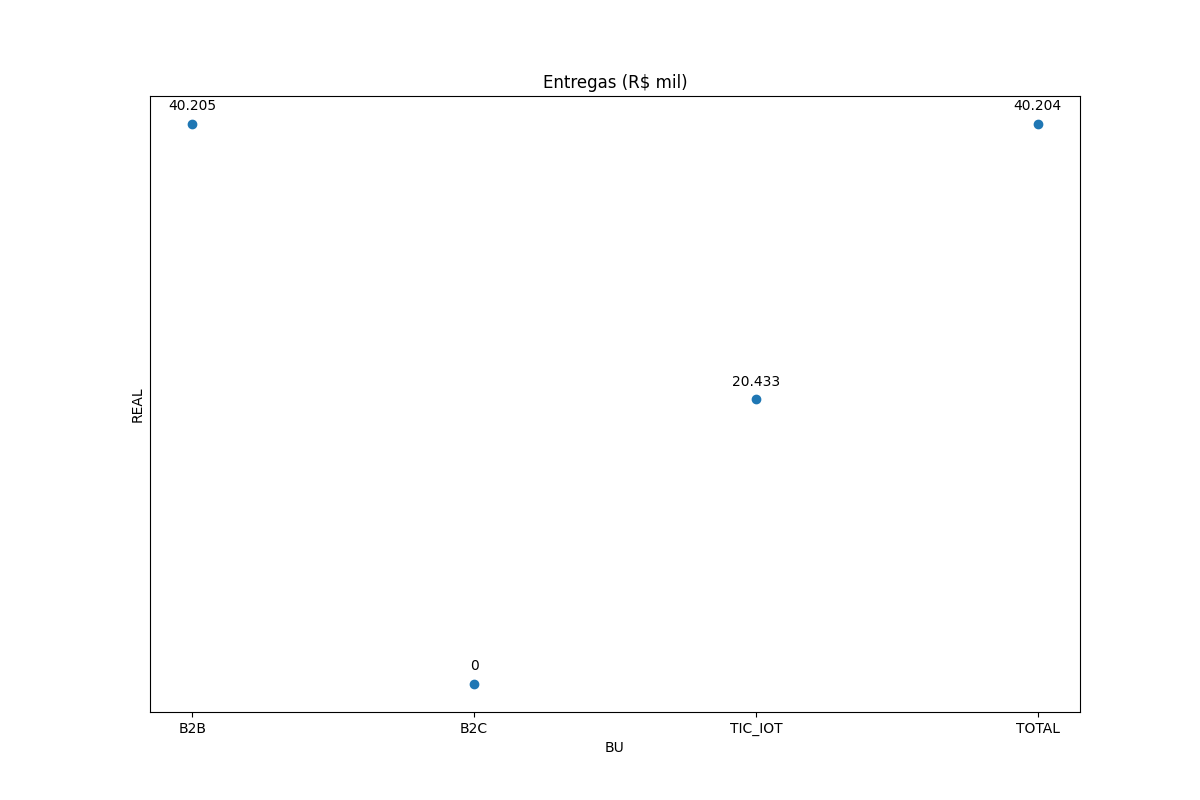 Entregas (R$ mil)
40.205
40.204
20.433
REAL
0
B2B
B2C
TIC_IOT
TOTAL
BU